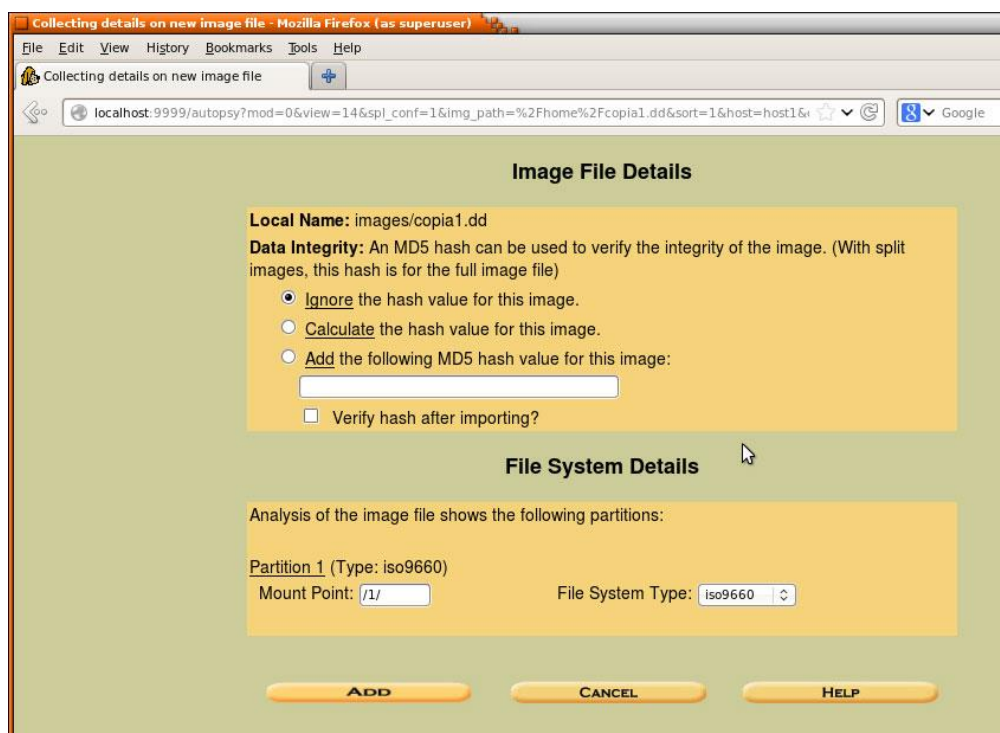 Collecting details on new image file - Mozilla Firefox (as superuser)
File Edit View History Bookmarks Tools Help
Collecting details on new image file
localhost:9999/autopsy?mod=0&view=14&spl_conf=1&img_path=%2Fhome%2Fcopia1.dd&sort=1&host=host1&
Google
Image File Details
Local Name: images/copia1.dd
Data Integrity: An MD5 hash can be used to verify the integrity of the image. (With split
images, this hash is for the full image file)
Ignore the hash value for this image.
Calculate the hash value for this image.
Add the following MD5 hash value for this image:
Verify hash after importing?
File System Details
Analysis of the image file shows the following partitions:
Partition 1 (Type: iso9660)
Mount Point: /1/ File System Type: iso9660
ADD CANCEL HELP